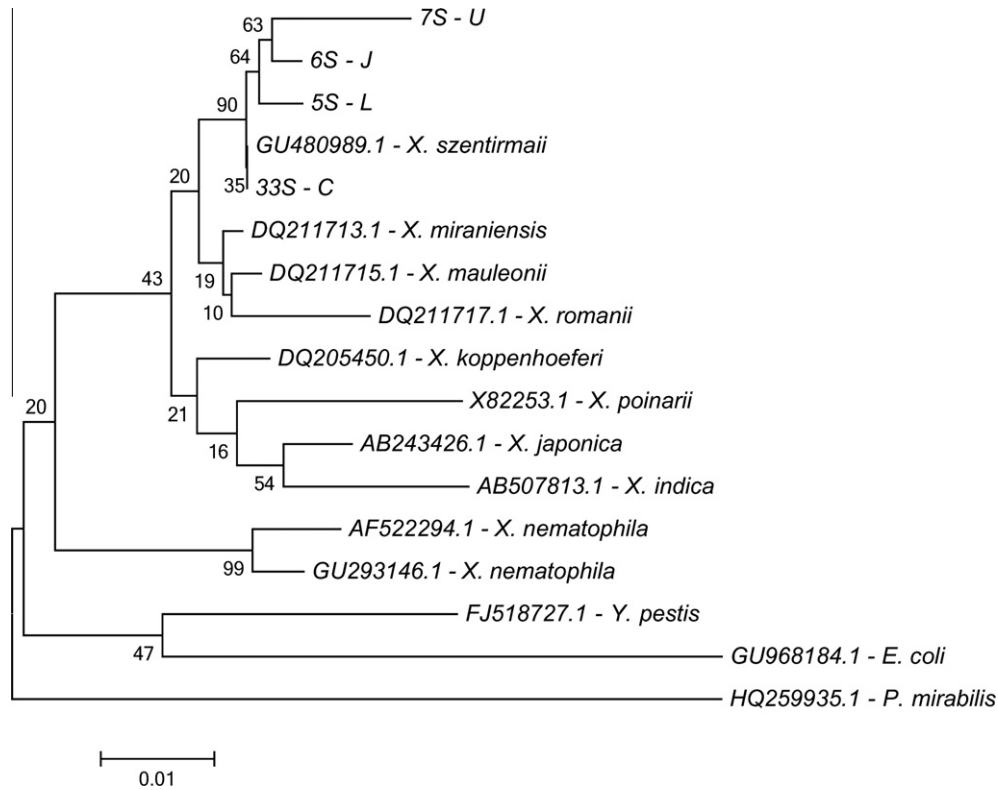 7S - U
63
6S - J
64
5S - L
90
GU480989.1 - X. szentirmaii
35
33S - C
20
DQ211713.1 - X. miraniensis
DQ211715.1 - X. mauleonii
43
19
10
DQ211717.1 - X. romanii
DQ205450.1 - X. koppenhoeferi
X82253.1 - X. poinarii
20
21
AB243426.1 - X. japonica
16
54
AB507813.1 - X. indica
AF522294.1 - X. nematophila
99
GU293146.1 - X. nematophila
FJ518727.1 - Y. pestis
47
GU968184.1 - E. coli
HQ259935.1 - P. mirabilis
0.01